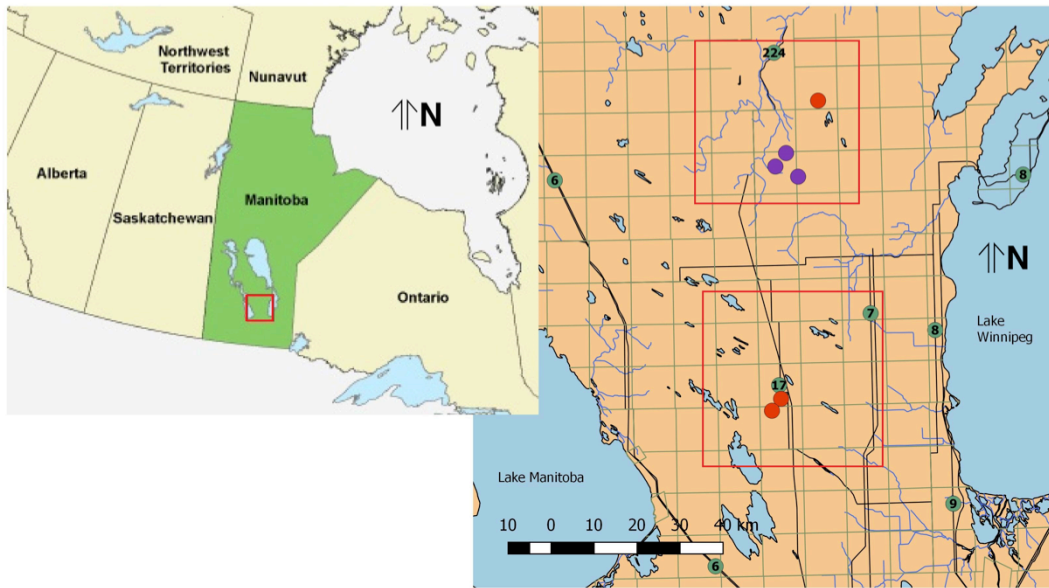 Northwest
Territories
Nunavut
N
Alberta
Saskatchewan
Manitoba
Ontario
224
6
8
N
7
8
Lake
Winnipeg
17
Lake Manitoba
9
10 0 10 20 30 40 km
6